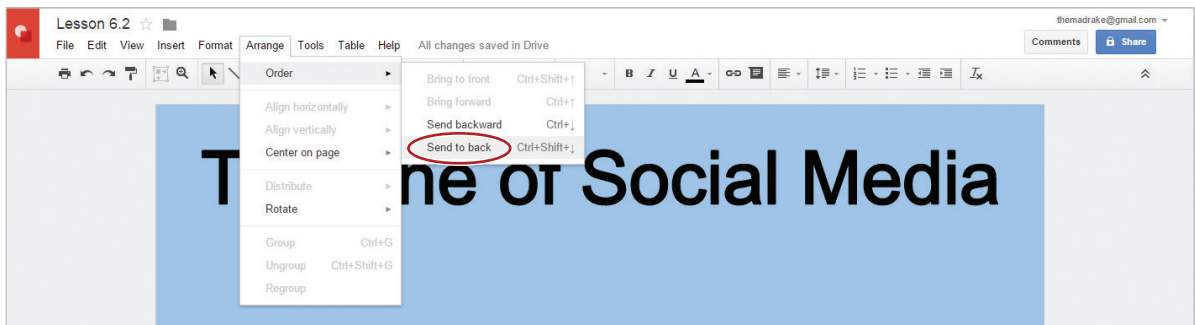 Lesson 6.2
themadrake@gmail.com
File Edit View Insert Format Arrange Tools Table Help All changes saved in Drive
Comments Share
B I U A
Order
Bring to front Ctrl+Shift+↑
Bring forward Ctrl+↑
Send backward Ctrl+↓
Send to back Ctrl+Shift+↓
Align horizontally
Align vertically
Center on page
Distribute
Rotate
Group Ctrl+G
Ungroup Ctrl+Shift+G
Regroup
T ne of Social Media